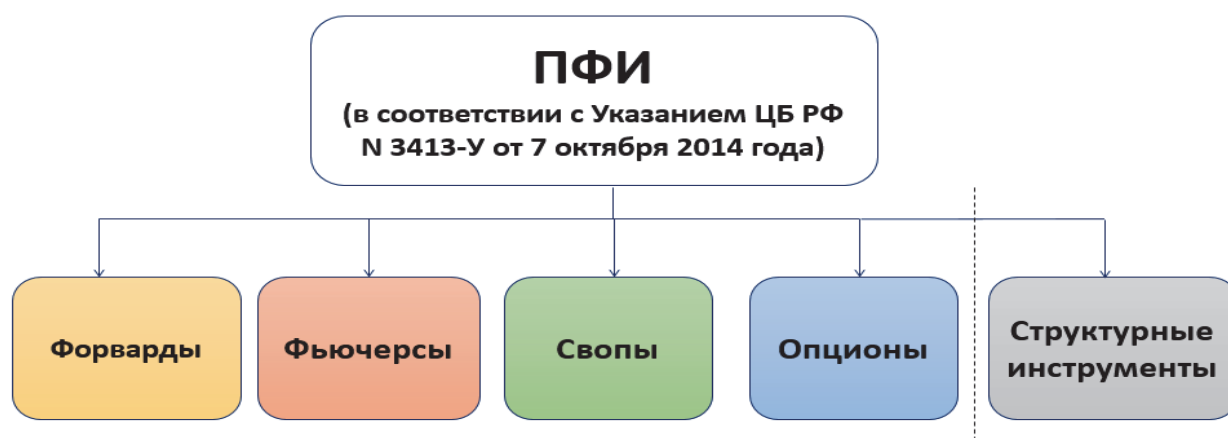 ПФИ
(в соответствии с Указанием ЦБ РФ
N 3413-У от 7 октября 2014 года)
Форварды
Фьючерсы
Свопы
Опционы
Структурные
инструменты